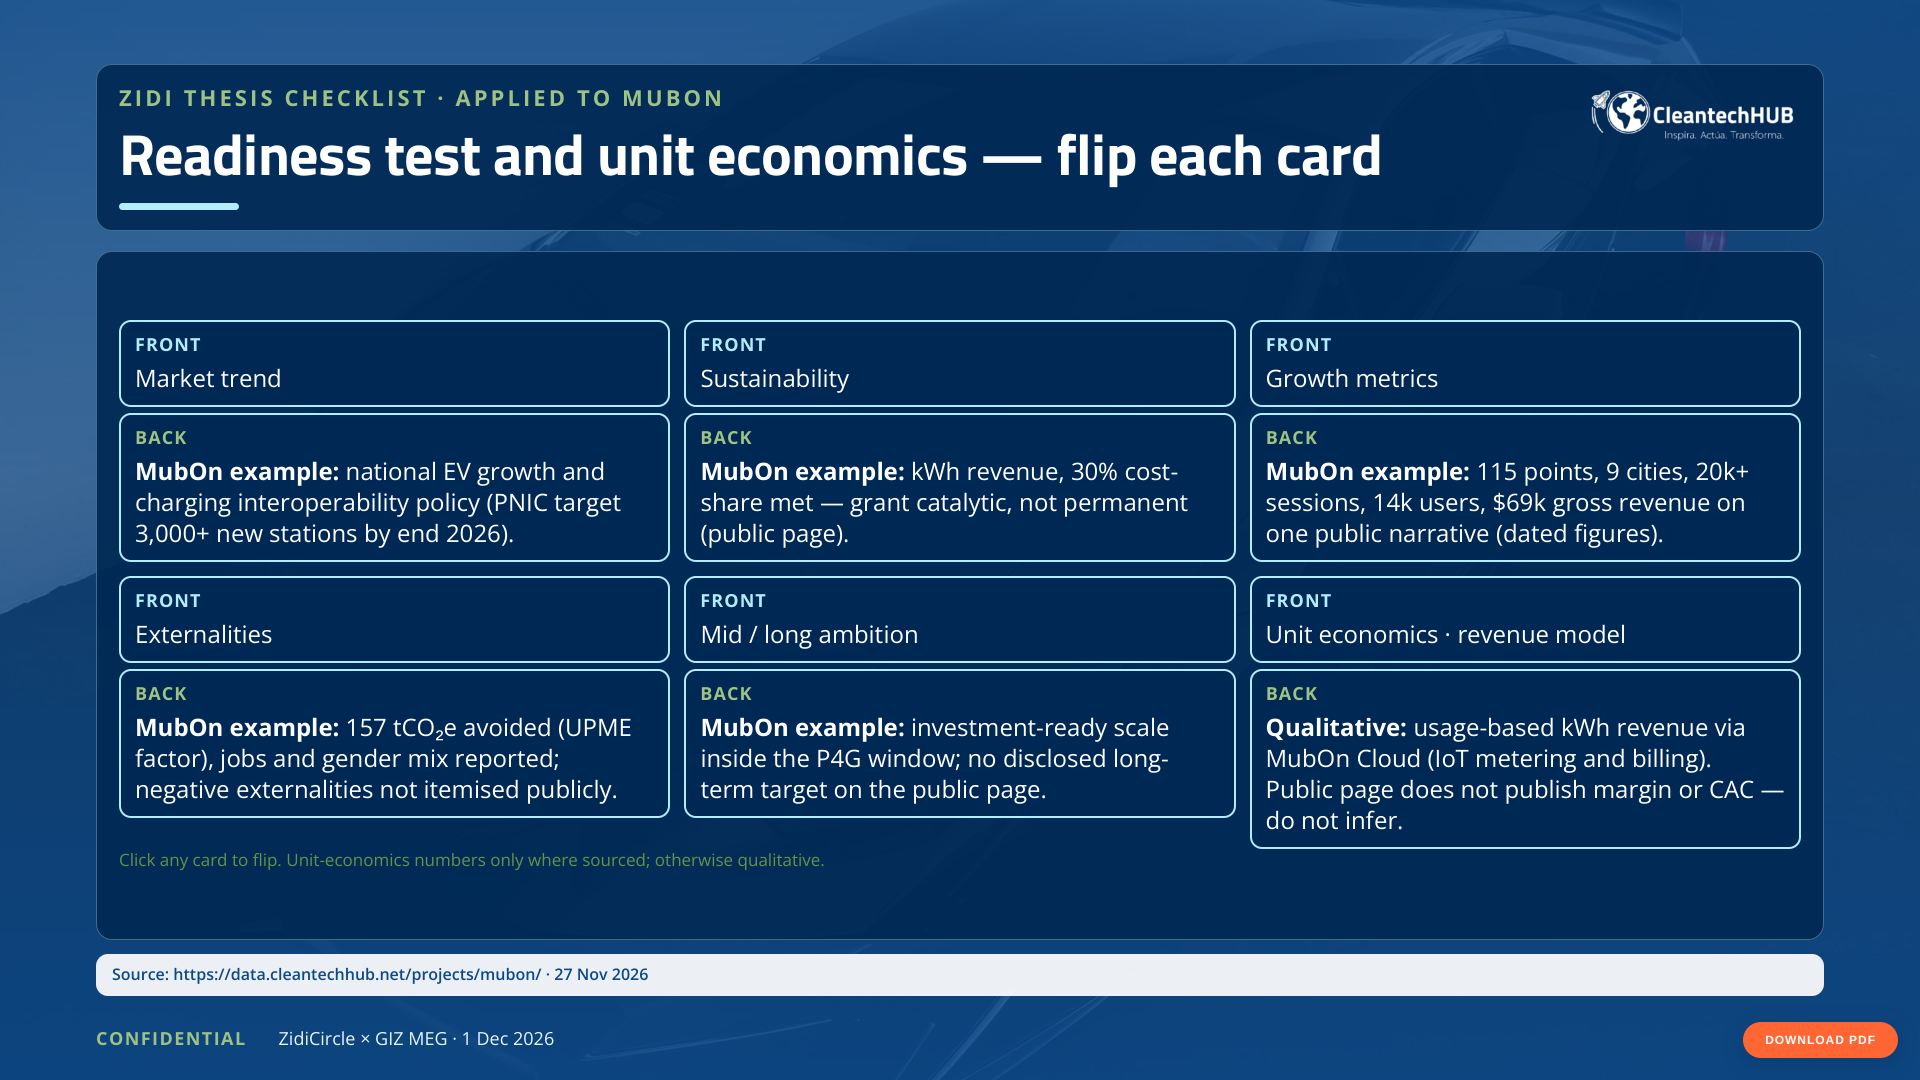 ZIDI THESIS CHECKLIST · APPLIED TO MUBON
Readiness test and unit economics — flip each card
CleantechHUB
Inspira. Actúa. Transforma.
FRONT
Market trend
BACK
MubOn example: national EV growth and
charging interoperability policy (PNIC target
3,000+ new stations by end 2026).
FRONT
Sustainability
BACK
MubOn example: kWh revenue, 30% cost-
share met — grant catalytic, not permanent
(public page).
FRONT
Growth metrics
BACK
MubOn example: 115 points, 9 cities, 20k+
sessions, 14k users, $69k gross revenue on
one public narrative (dated figures).
FRONT
Externalities
BACK
MubOn example: 157 tCO₂e avoided (UPME
factor), jobs and gender mix reported;
negative externalities not itemised publicly.
FRONT
Mid / long ambition
BACK
MubOn example: investment-ready scale
inside the P4G window; no disclosed long-
term target on the public page.
FRONT
Unit economics · revenue model
BACK
Qualitative: usage-based kWh revenue via
MubOn Cloud (IoT metering and billing).
Public page does not publish margin or CAC —
do not infer.
Click any card to flip. Unit-economics numbers only where sourced; otherwise qualitative.
Source: https://data.cleantechhub.net/projects/mubon/ · 27 Nov 2026
CONFIDENTIAL
ZidiCircle × GIZ MEG · 1 Dec 2026
DOWNLOAD PDF